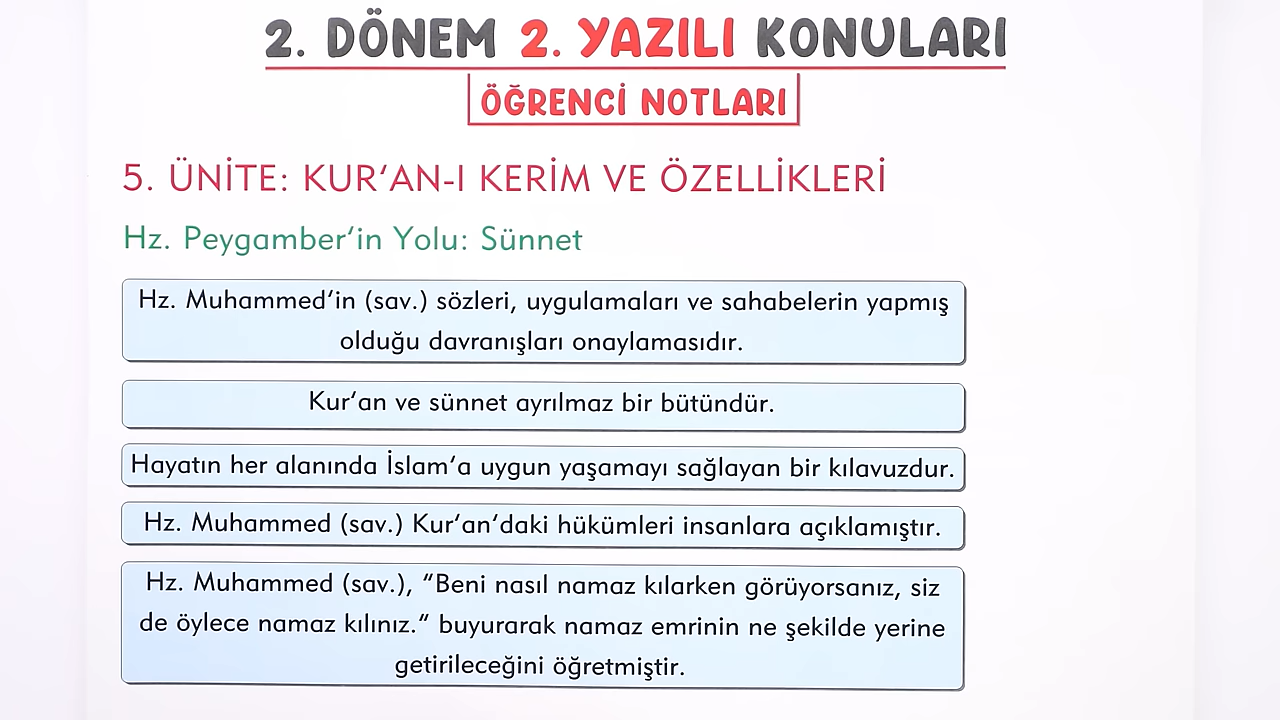 2. DÖNEM 2. YAZILI KONULARI
ÖĞRENCİ NOTLARI
5. ÜNİTE: KUR'AN-I KERİM VE ÖZELLİKLERİ
Hz. Peygamber'in Yolu: Sünnet
Hz. Muhammed'in (sav.) sözleri, uygulamaları ve sahabelerin yapmış
olduğu davranışları onaylamasıdır.
Kur'an ve sünnet ayrılmaz bir bütündür.
Hayatın her alanında İslam'a uygun yaşamayı sağlayan bir kılavuzdur.
Hz. Muhammed (sav.) Kur'an'daki hükümleri insanlara açıklamıştır.
Hz. Muhammed (sav.), "Beni nasıl namaz kılarken görüyorsanız, siz
de öylece namaz kılınız." buyurarak namaz emrinin ne şekilde yerine
getirileceğini öğretmiştir.